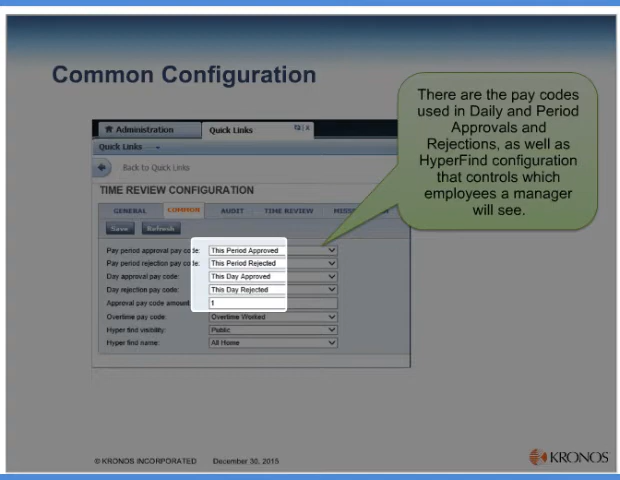 Common Configuration
There are the pay codes
used in Daily and Period
Approvals and
Rejections, as well as
HyperFind configuration
that controls which
employees a manager
will see.
Administration
Quick Links
Quick Links
Back to Quick Links
TIME REVIEW CONFIGURATION
GENERAL COMMON AUDIT TIME REVIEW
Save Refresh
Pay period approval pay code: This Period Approved
Pay period rejection pay code: This Period Rejected
Day approval pay code: This Day Approved
Day rejection pay code: This Day Rejected
Approval pay code amount 1
Overtime pay code: Overtime Worked
Hyper find visibility: Public
Hyper find name: All Home
© KRONOS INCORPORATED December 30, 2015
KRONOS